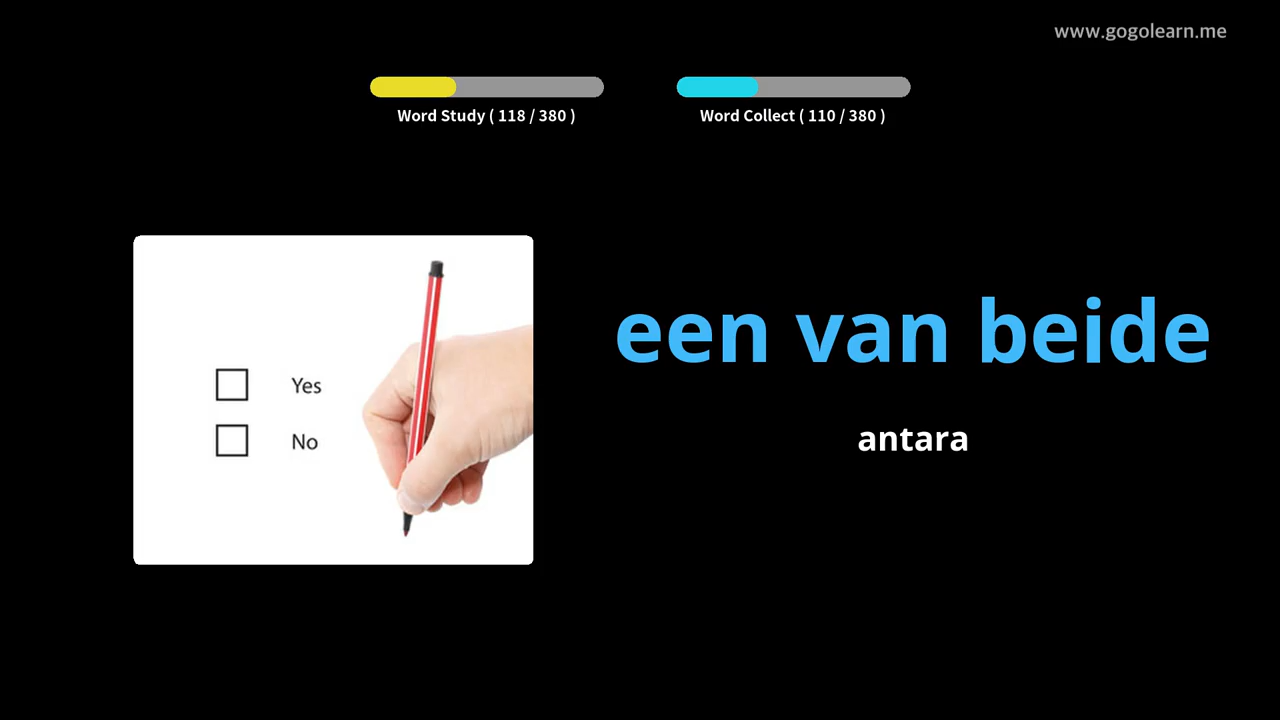 www.gogolearn.me
Word Study ( 118 / 380 )
Word Collect ( 110 / 380 )
Yes
No
een van beide
antara